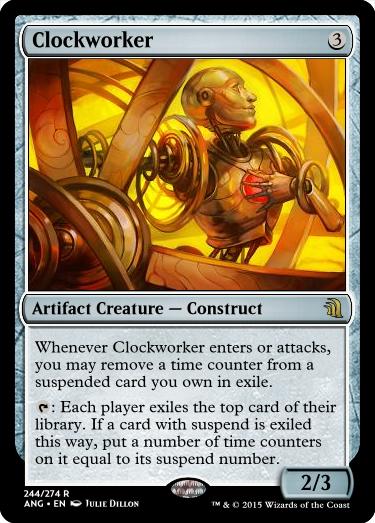 Clockworker 3
Artifact Creature — Construct
Whenever Clockworker enters or attacks,
you may remove a time counter from a
suspended card you own in exile.
: Each player exiles the top card of their
library. If a card with suspend is exiled
this way, put a number of time counters
on it equal to its suspend number.
2/3
244/274 R
ANG • EN Julie Dillon
™ & © 2015 Wizards of the Coast